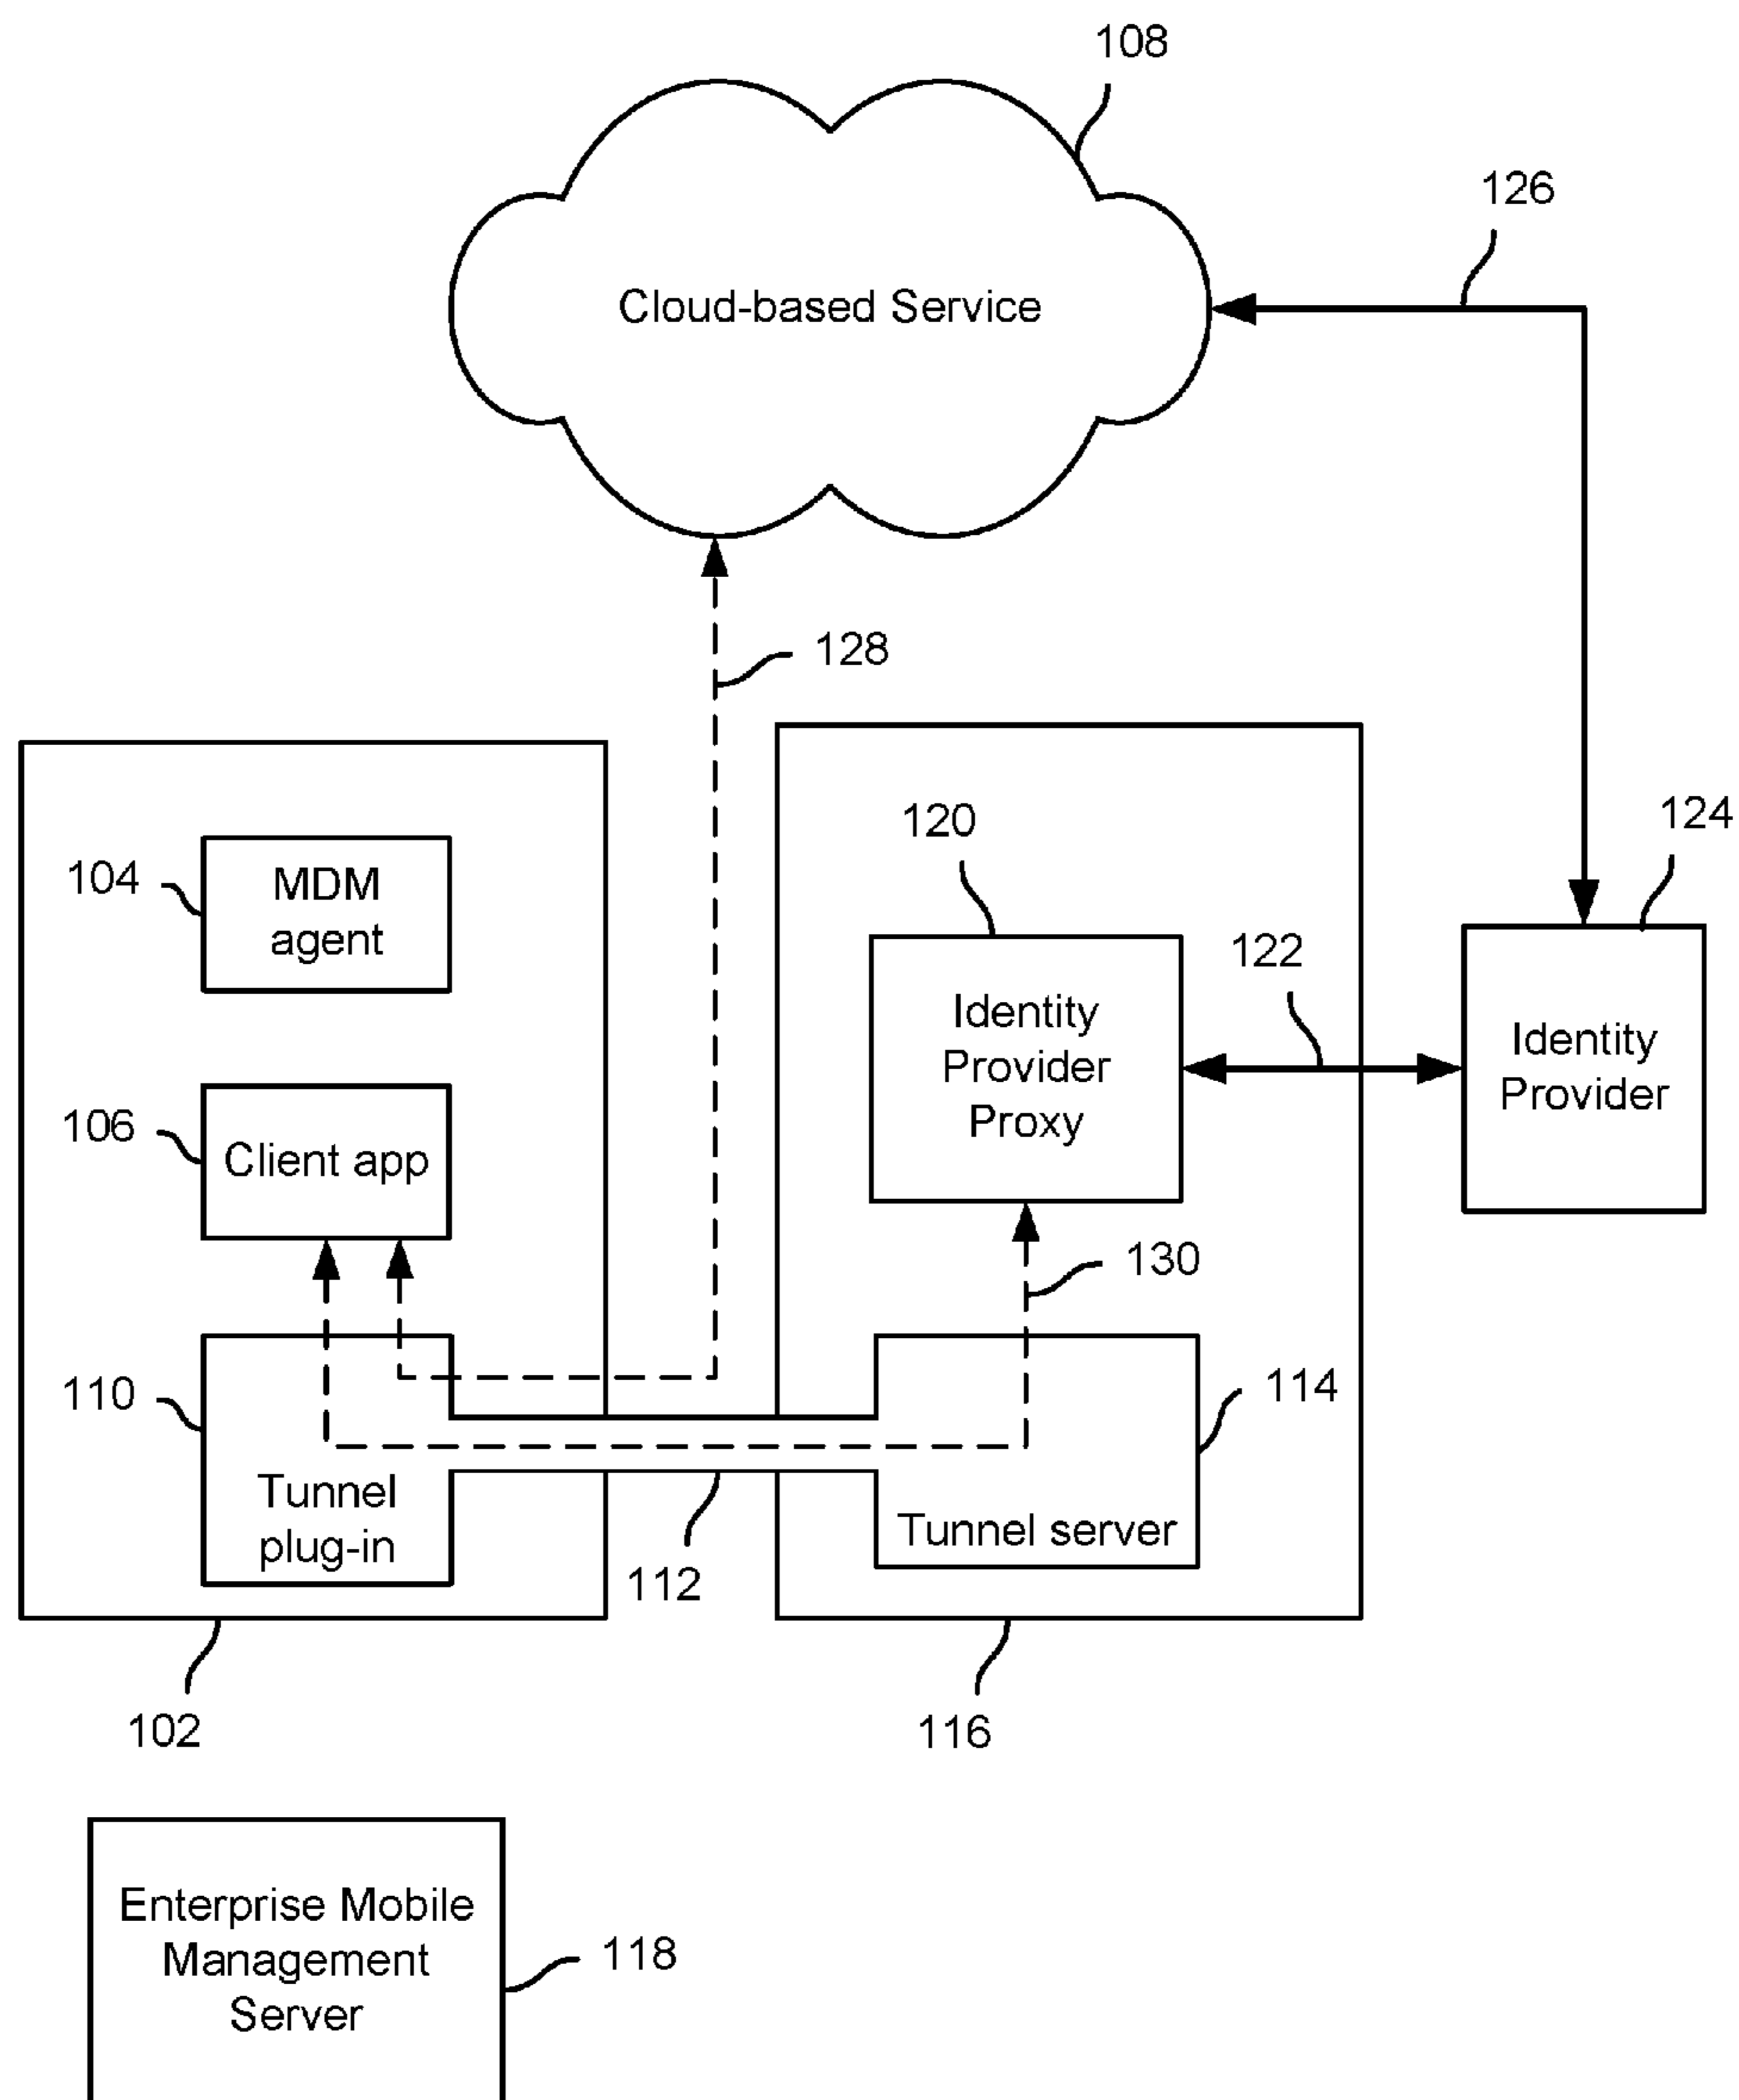 108
126
Cloud-based Service
128
124
120
104
MDM
agent
122
Identity
Provider
Proxy
Identity
Provider
106
Client app
130
110
114
Tunnel
plug-in
Tunnel server
112
102
116
Enterprise Mobile
Management
Server
118